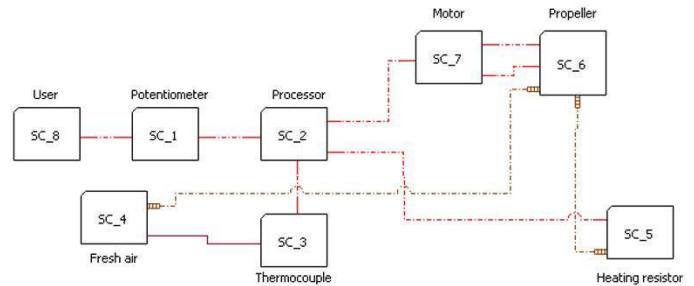 Motor
Propeller
SC_7
SC_6
User
Potentiometer
Processor
SC_8
SC_1
SC_2
SC_4
SC_3
SC_5
Fresh air
Thermocouple
Heating resistor